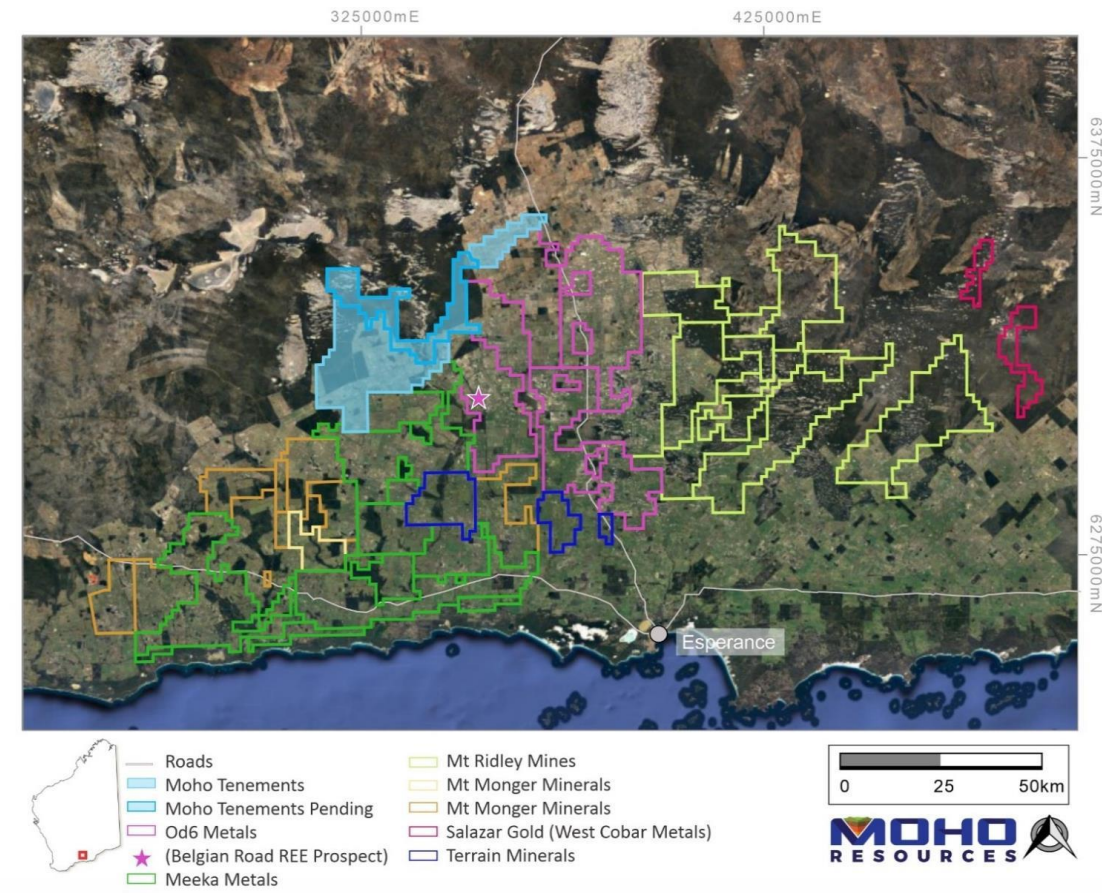 325000mE
425000mE
6375000mN
6275000mN
Esperance
Roads
Moho Tenements
Moho Tenements Pending
Od6 Metals
(Belgian Road REE Prospect)
Meeka Metals
Mt Ridley Mines
Mt Monger Minerals
Mt Monger Minerals
Salazar Gold (West Cobar Metals)
Terrain Minerals
0 25 50km
MOHO
RESOURCES